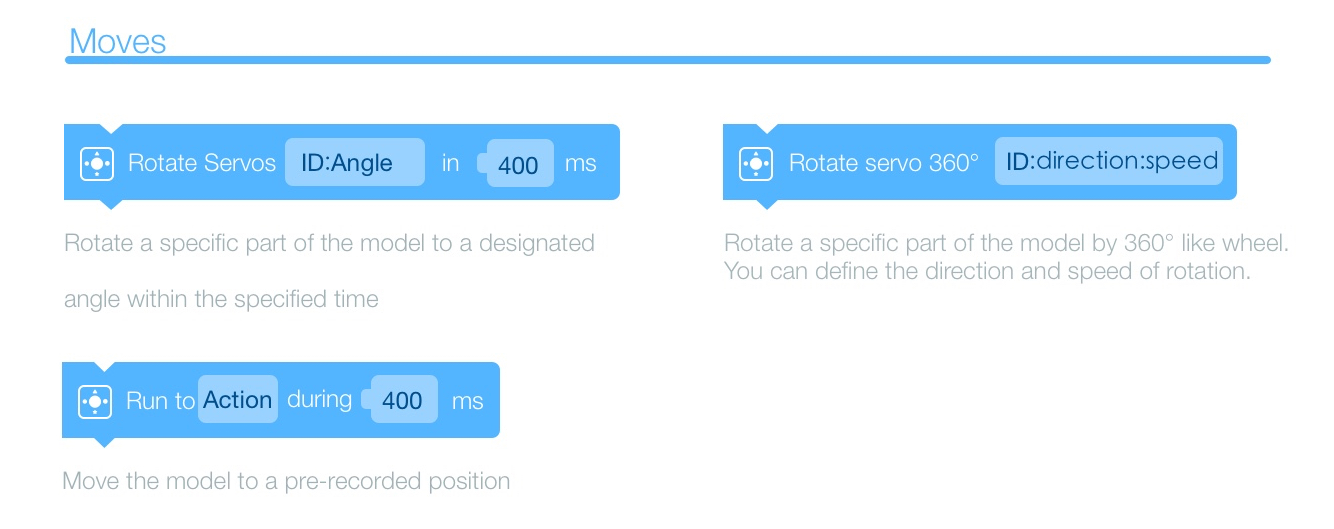 Moves
Rotate Servos ID:Angle in 400 ms
Rotate a specific part of the model to a designated
angle within the specified time
Rotate servo 360° ID:direction:speed
Rotate a specific part of the model by 360° like wheel.
You can define the direction and speed of rotation.
Run to Action during 400 ms
Move the model to a pre-recorded position